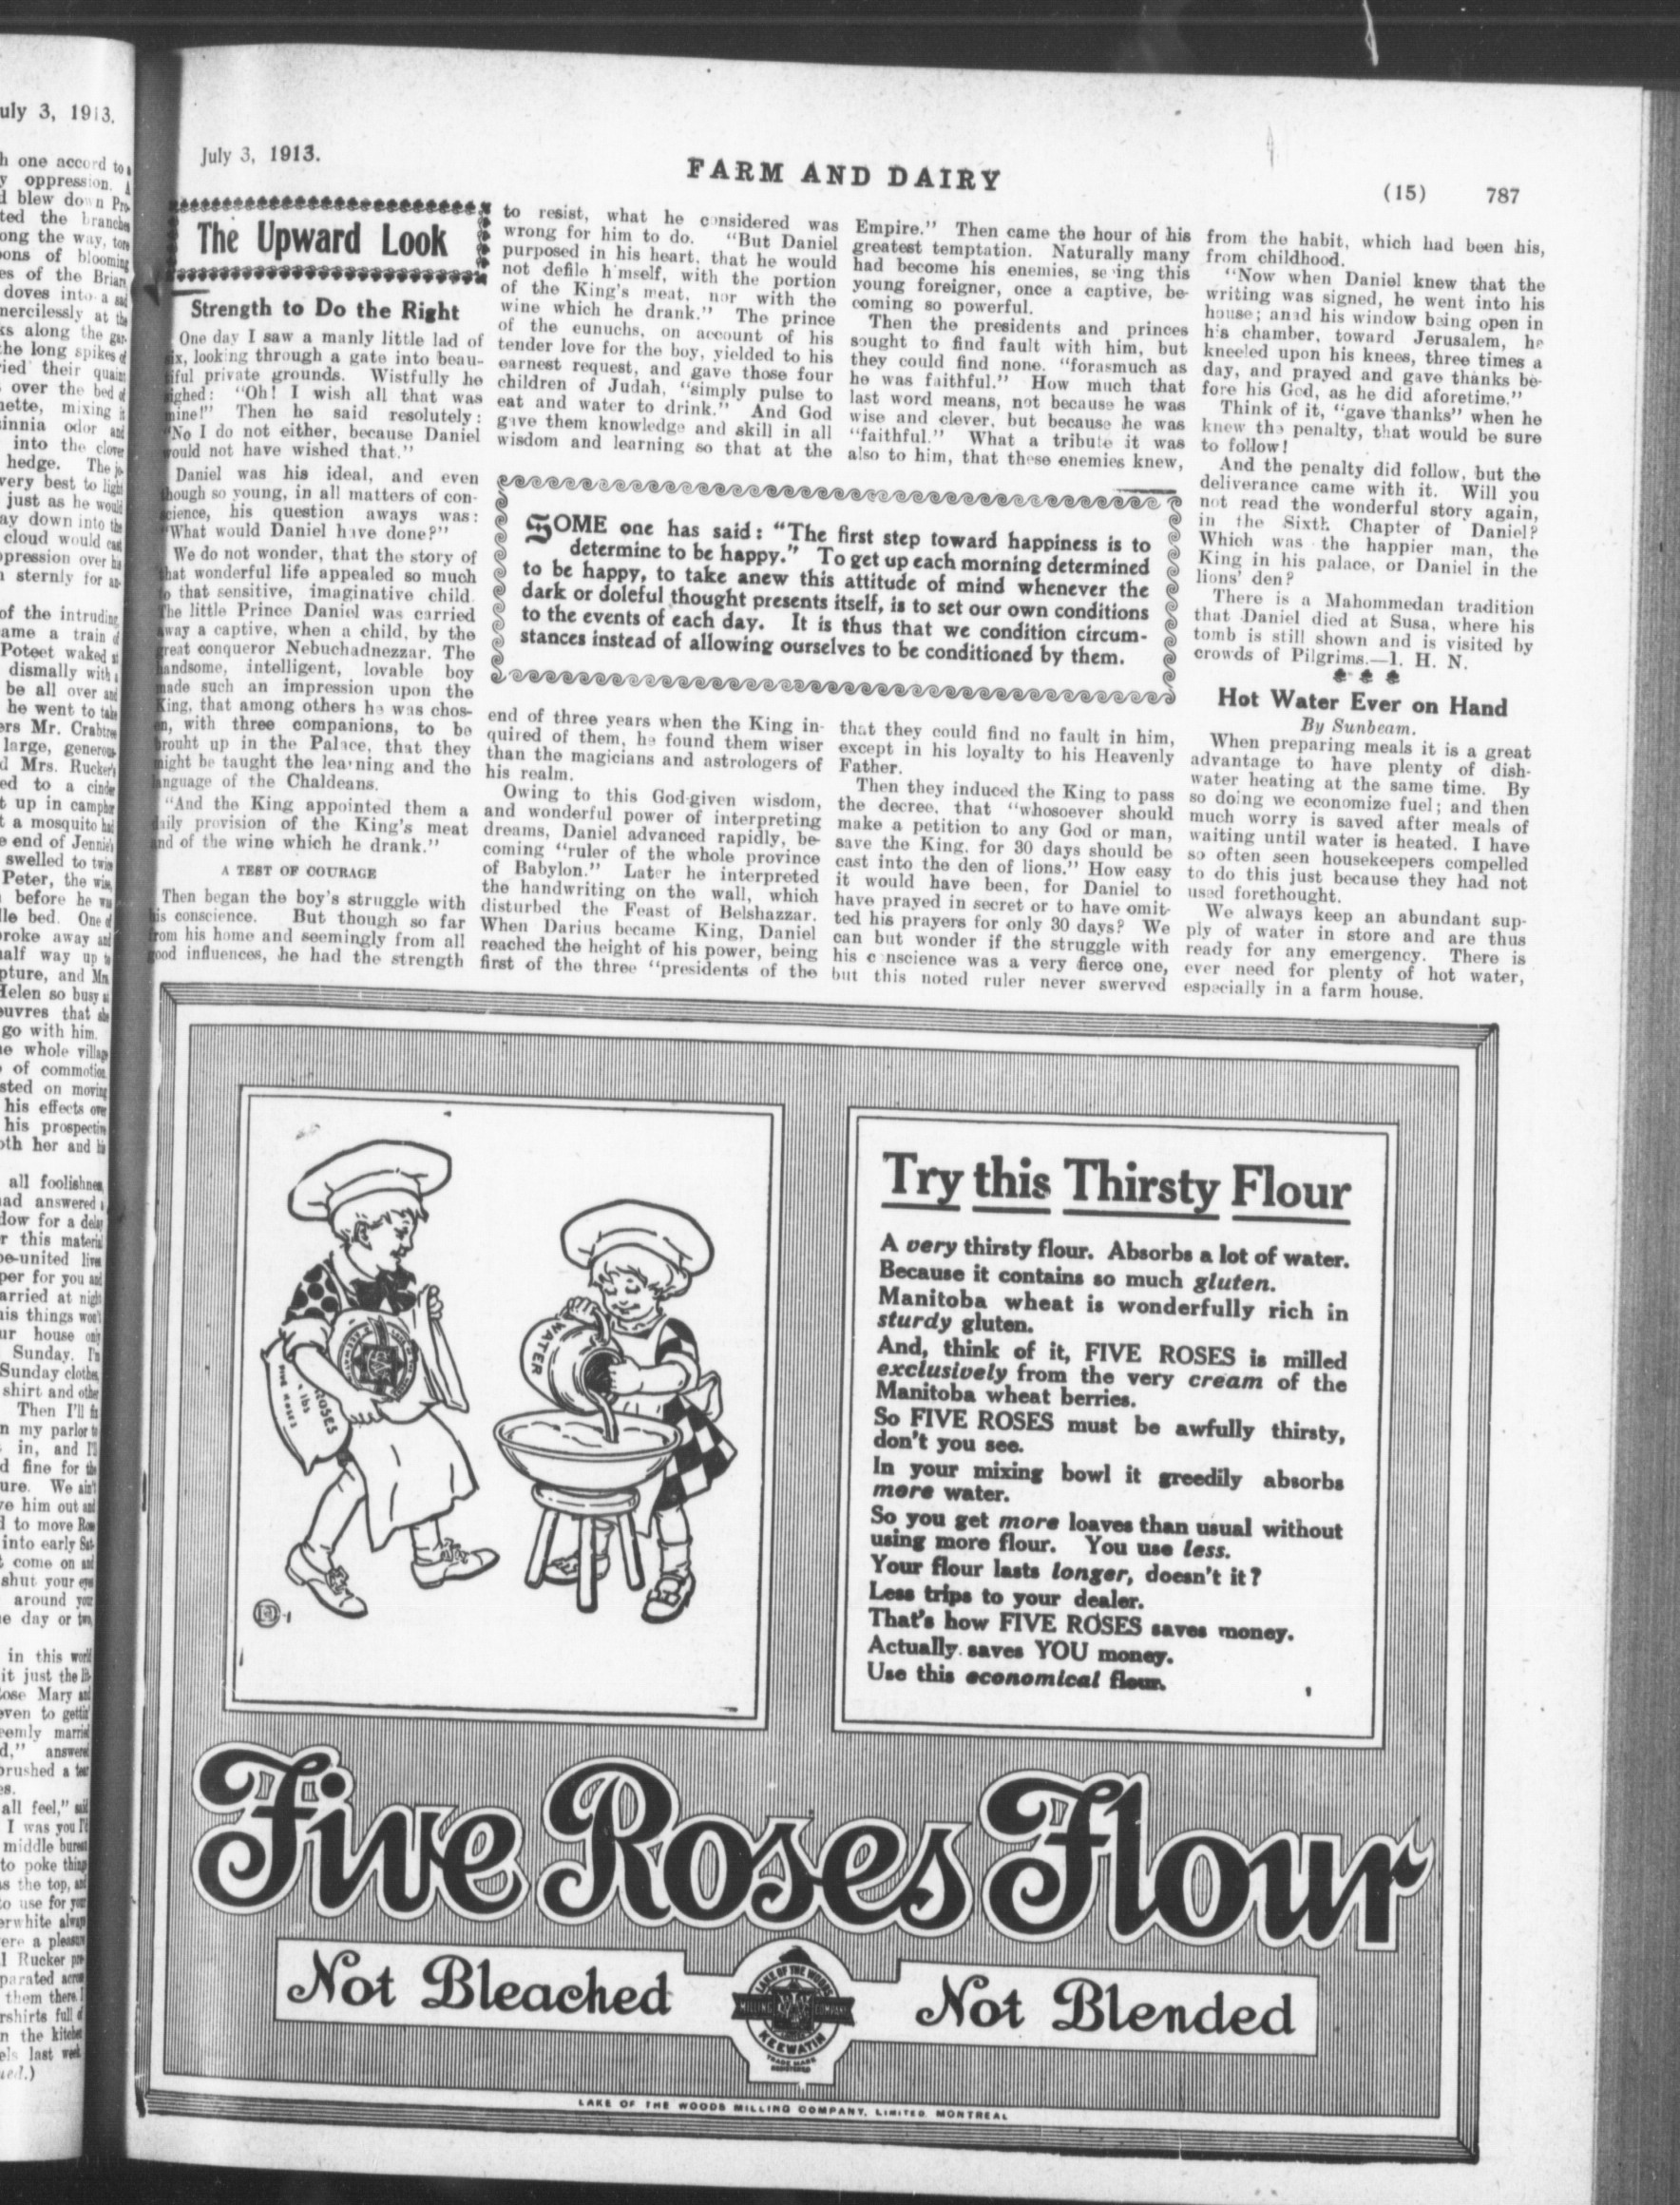 July 3, 1913.
FARM AND DAIRY
(15) 787
The Upward Look
Strength to Do the Right
One day I saw a manly little lad of
six, looking through a gate into beau-
tiful private grounds. Wistfully he
sighed: "Oh! I wish all that was
mine!" Then he said resolutely:
"No I do not either, because Daniel
would not have wished that."
Daniel was his ideal, and even
though so young, in all matters of con-
science, his question aways was:
"What would Daniel have done?"
We do not wonder, that the story of
that wonderful life appealed so much
to that sensitive, imaginative child.
The little Prince Daniel was carried
away a captive, when a child, by the
great conqueror Nebuchadnezzar. The
handsome, intelligent, lovable boy
made such an impression upon the
King, that among others he was chos-
en, with three companions, to be
brouht up in the Palace, that they
might be taught the learning and the
language of the Chaldeans.
"And the King appointed them a
daily provision of the King's meat
and of the wine which he drank."
A TEST OF COURAGE
Then began the boy's struggle with
his conscience. But though so far
from his home and seemingly from all
good influences, he had the strength
to resist, what he considered was
wrong for him to do. "But Daniel
purposed in his heart, that he would
not defile himself, with the portion
of the King's meat, nor with the
wine which he drank." The prince
of the eunuchs, on account of his
tender love for the boy, yielded to his
earnest request, and gave those four
children of Judah, "simply pulse to
eat and water to drink." And God
gave them knowledge and skill in all
wisdom and learning so that at the
end of three years when the King in-
quired of them, he found them wiser
than the magicians and astrologers of
his realm.
Owing to this God-given wisdom,
and wonderful power of interpreting
dreams, Daniel advanced rapidly, be-
coming "ruler of the whole province
of Babylon." Later he interpreted
the handwriting on the wall, which
disturbed the Feast of Belshazzar.
When Darius became King, Daniel
reached the height of his power, being
first of the three "presidents of the
Empire." Then came the hour of his
greatest temptation. Naturally many
had become his enemies, seeing this
young foreigner, once a captive, be-
coming so powerful.
Then the presidents and princes
sought to find fault with him, but
they could find none. "forasmuch as
he was faithful." How much that
last word means, not because he was
wise and clever, but because he was
"faithful." What a tribute it was
also to him, that these enemies knew,
that they could find no fault in him,
except in his loyalty to his Heavenly
Father.
Then they induced the King to pass
the decree, that "whosoever should
make a petition to any God or man,
save the King, for 30 days should be
cast into the den of lions." How easy
it would have been, for Daniel to
have prayed in secret or to have omit-
ted his prayers for only 30 days? We
can but wonder if the struggle with
his conscience was a very fierce one,
but this noted ruler never swerved
from the habit, which had been his,
from childhood.
"Now when Daniel knew that the
writing was signed, he went into his
house; and his window being open in
his chamber, toward Jerusalem, he
kneeled upon his knees, three times a
day, and prayed and gave thanks be-
fore his God, as he did aforetime."
Think of it, "gave thanks" when he
knew the penalty, that would be sure
to follow!
And the penalty did follow, but the
deliverance came with it. Will you
not read the wonderful story again,
in the Sixth Chapter of Daniel?
Which was the happier man, the
King in his palace, or Daniel in the
lions' den?
There is a Mahommedan tradition
that Daniel died at Susa, where his
tomb is still shown and is visited by
crowds of Pilgrims.—I. H. N.
SOME one has said: "The first step toward happiness is to
determine to be happy." To get up each morning determined
to be happy, to take anew this attitude of mind whenever the
dark or doleful thought presents itself, is to set our own conditions
to the events of each day. It is thus that we condition circum-
stances instead of allowing ourselves to be conditioned by them.
Hot Water Ever on Hand
By Sunbeam.
When preparing meals it is a great
advantage to have plenty of dish-
water heating at the same time. By
so doing we economize fuel; and then
much worry is saved after meals of
waiting until water is heated. I have
so often seen housekeepers compelled
to do this just because they had not
used forethought.
We always keep an abundant sup-
ply of water in store and are thus
ready for any emergency. There is
ever need for plenty of hot water,
especially in a farm house.
WATER
ROSES
LBS
FIVE ROSES
Try this Thirsty Flour
A very thirsty flour. Absorbs a lot of water.
Because it contains so much gluten.
Manitoba wheat is wonderfully rich in
sturdy gluten.
And, think of it, FIVE ROSES is milled
exclusively from the very cream of the
Manitoba wheat berries.
So FIVE ROSES must be awfully thirsty,
don't you see.
In your mixing bowl it greedily absorbs
more water.
So you get more loaves than usual without
using more flour. You use less.
Your flour lasts longer, doesn't it?
Less trips to your dealer.
That's how FIVE ROSES saves money.
Actually saves YOU money.
Use this economical flour.
Five Roses Flour
Not Bleached
LAKE OF THE WOODS
MILLING COMPANY
KEEWATIN
TRADE MARK
REGISTERED
Not Blended
LAKE OF THE WOODS MILLING COMPANY, LIMITED, MONTREAL